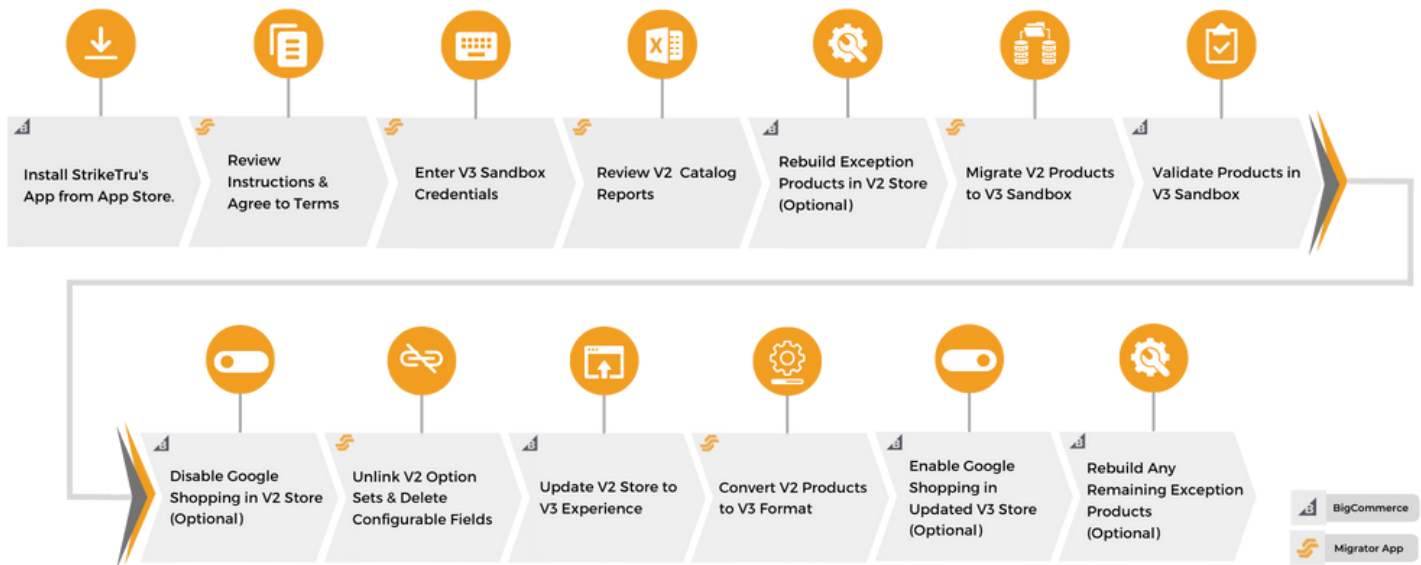 Install StrikeTru's
App from App Store.
Review
Instructions &
Agree to Terms
Enter V3 Sandbox
Credentials
Review V2 Catalog
Reports
Rebuild Exception
Products in V2 Store
(Optional)
Migrate V2 Products
to V3 Sandbox
Validate Products in
V3 Sandbox
Disable Google
Shopping in V2 Store
(Optional)
Unlink V2 Option
Sets & Delete
Configurable Fields
Update V2 Store to
V3 Experience
Convert V2 Products
to V3 Format
Enable Google
Shopping in
Updated V3 Store
(Optional)
Rebuild Any
Remaining Exception
Products
(Optional)
BigCommerce
Migrator App